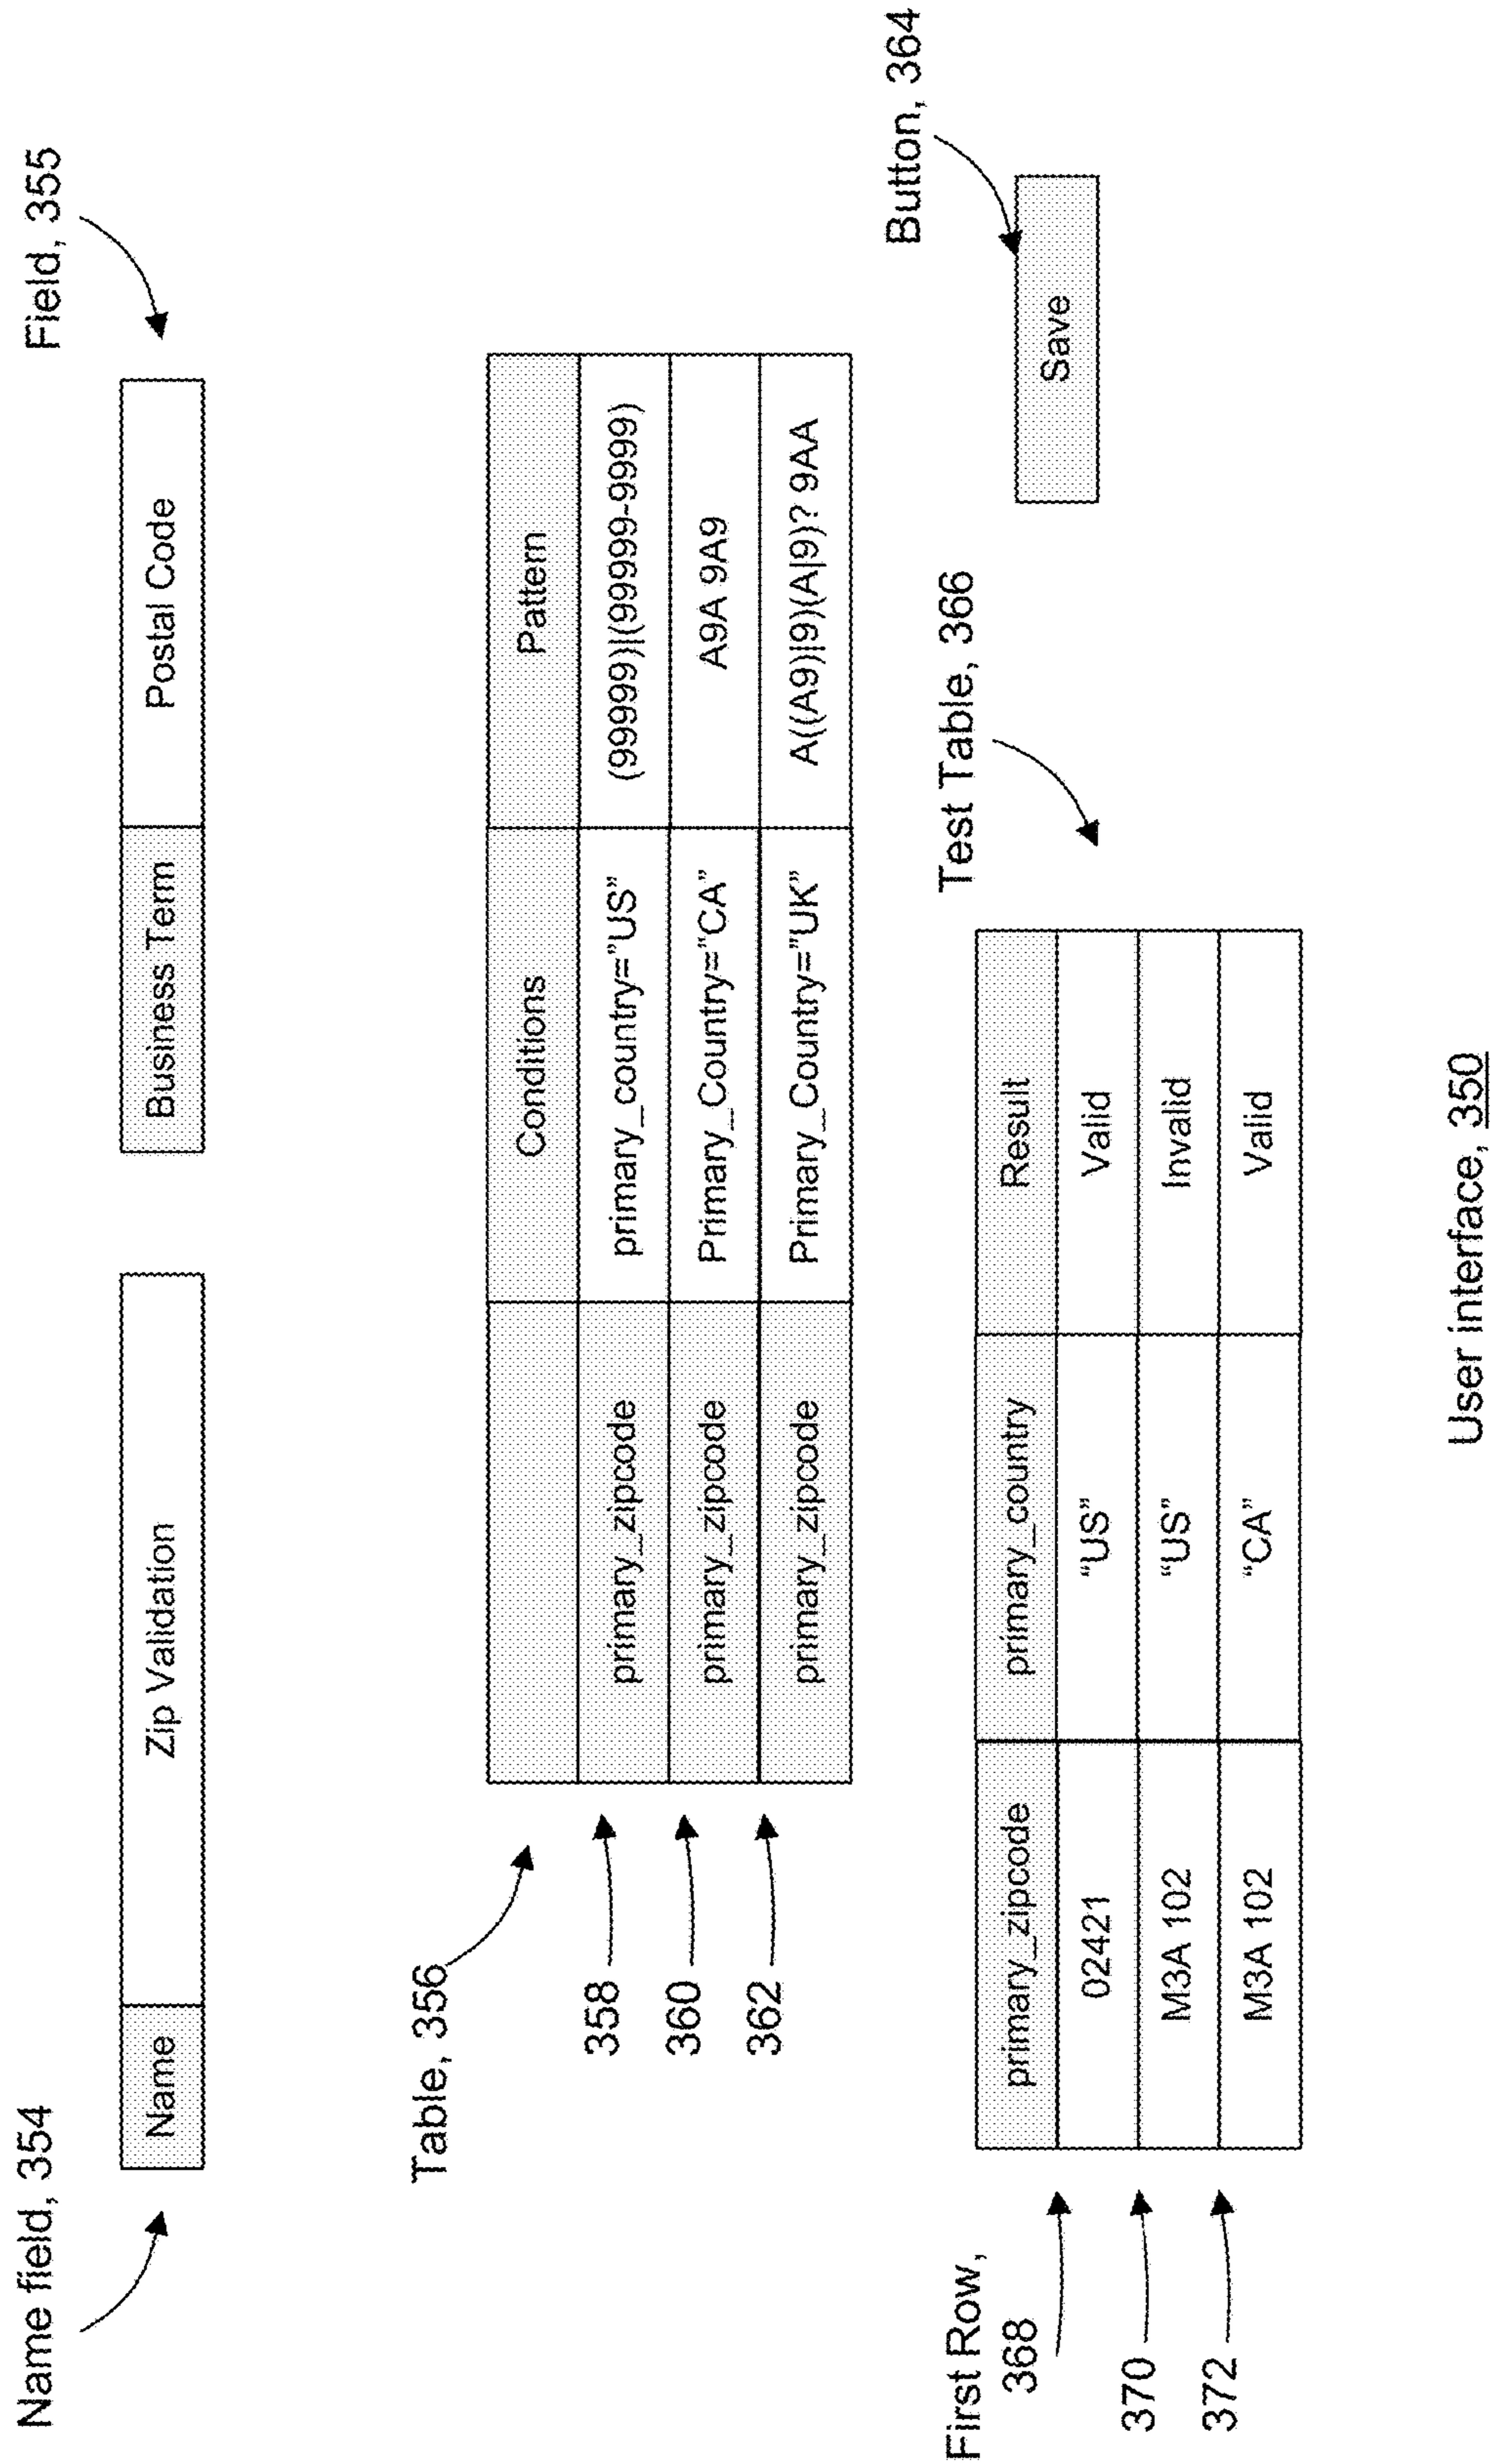 Name field, 354
Field, 355
Name Zip Validation Business Term Postal Code
Table, 356
Conditions Pattern
358 primary_zipcode primary_country="US" (99999)|(99999-9999)
360 primary_zipcode Primary_Country="CA" A9A 9A9
362 primary_zipcode Primary_Country="UK" A((A9)|9)(A|9)? 9AA
Button, 364
Save
Test Table, 366
First Row,
368
primary_zipcode primary_country Result
02421 "US" Valid
370 M3A 102 "US" Invalid
372 M3A 102 "CA" Valid
User interface, 350